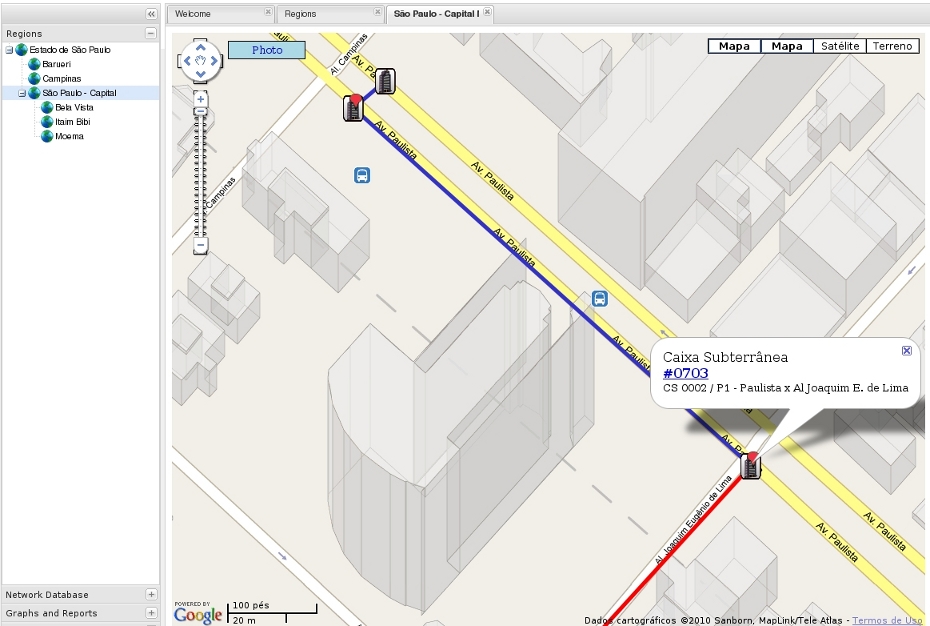 Welcome
Regions
São Paulo - Capital I
Regions
Estado de São Paulo
Barueri
Campinas
São Paulo - Capital
Bela Vista
Itaim Bibi
Moema
Network Database
Graphs and Reports
Photo
Mapa
Mapa
Satélite
Terreno
Al. Campinas
Av. Pa
Av. Paulista
Av. Paulista
Campinas
Av. Paulista
Av. Paulista
Caixa Subterrânea
#0703
CS 0002 / P1 - Paulista x Al Joaquim E. de Lima
Av. P
Al. Joaquim Eugênio de Lima
Av. Paulista
Av. Paulista
POWERED BY
Google
100 pés
20 m
Dados cartográficos ©2010 Sanborn, MapLink/Tele Atlas - Termos de Uso